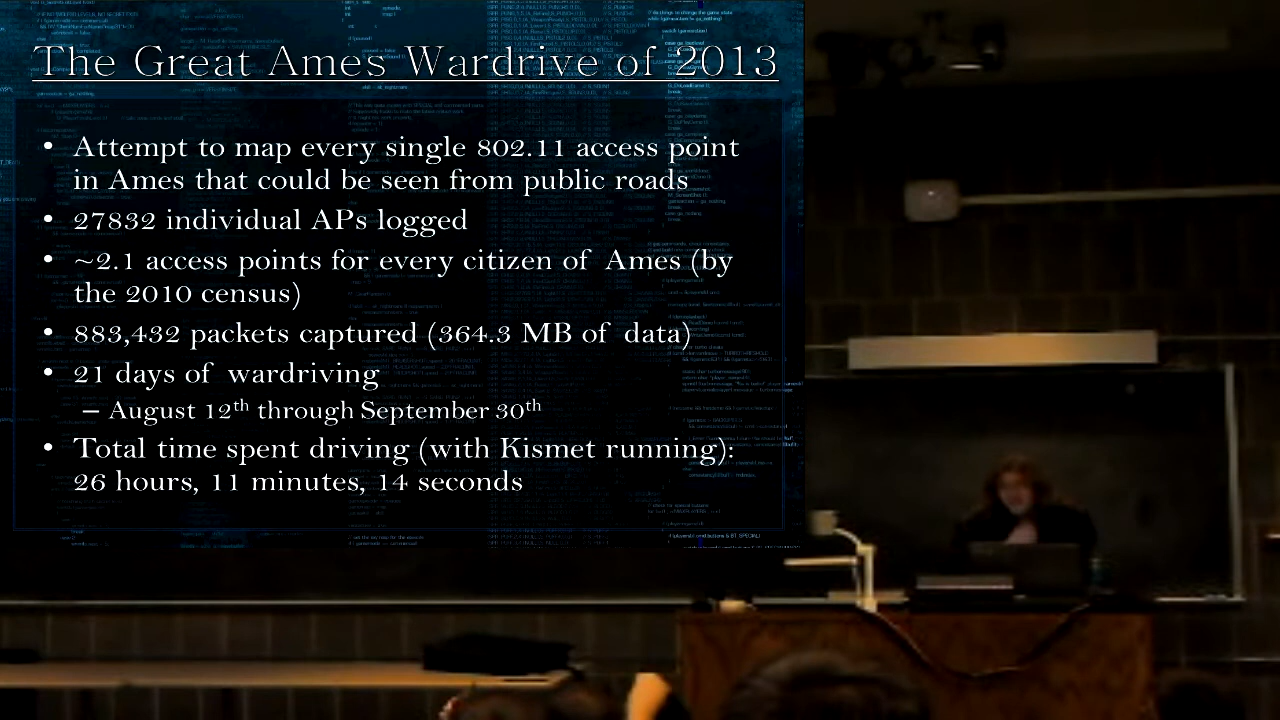 The Great Ames Wardrive of 2013
• Attempt to map every single 802.11 access point
in Ames that could be seen from public roads
• 27832 individual APs logged
• ~2.1 access points for every citizen of Ames (by
the 2010 census)
• 883,432 packets captured (364.3 MB of data)
• 21 days of wardriving
– August 12th through September 30th
• Total time spent driving (with Kismet running):
26 hours, 11 minutes, 14 seconds